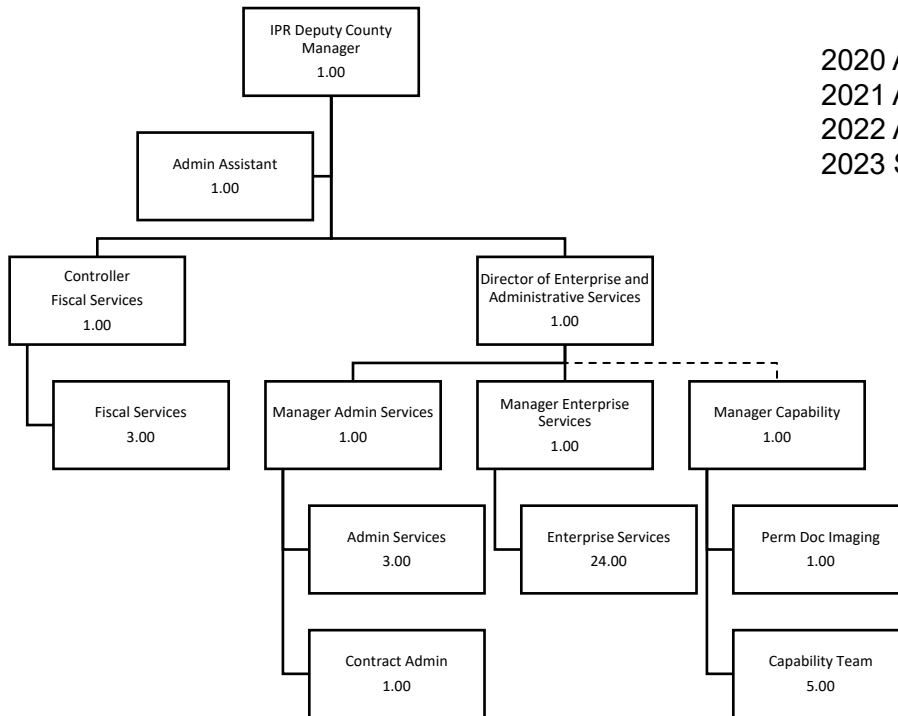 IPR Deputy County
Manager
1.00
2020 A
2021 A
2022 A
2023 S
Admin Assistant
1.00
Controller
Fiscal Services
1.00
Director of Enterprise and
Administrative Services
1.00
Fiscal Services
3.00
Manager Admin Services
1.00
Manager Enterprise
Services
1.00
Manager Capability
1.00
Admin Services
3.00
Enterprise Services
24.00
Perm Doc Imaging
1.00
Contract Admin
1.00
Capability Team
5.00